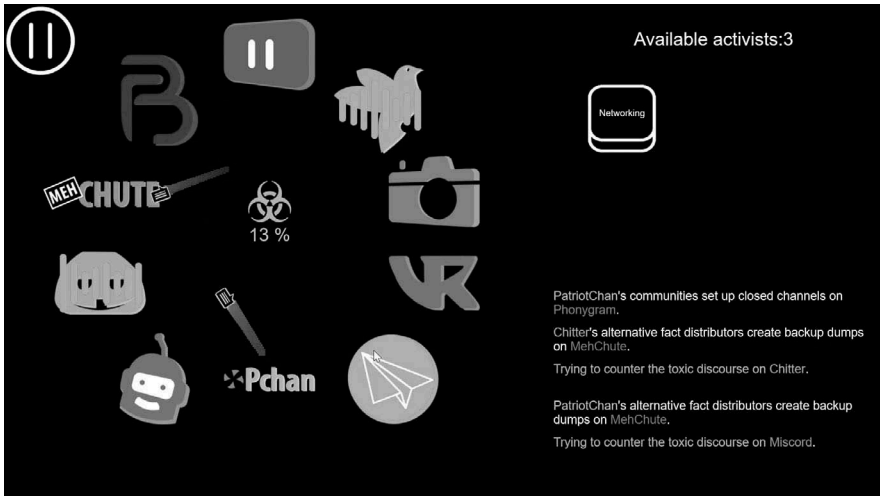 Available activists:3
Networking
MEH CHUTE
13 %
Pchan
PatriotChan's communities set up closed channels on
Phonygram.
Chitter's alternative fact distributors create backup dumps
on MehChute.
Trying to counter the toxic discourse on Chitter.
PatriotChan's alternative fact distributors create backup
dumps on MehChute.
Trying to counter the toxic discourse on Miscord.